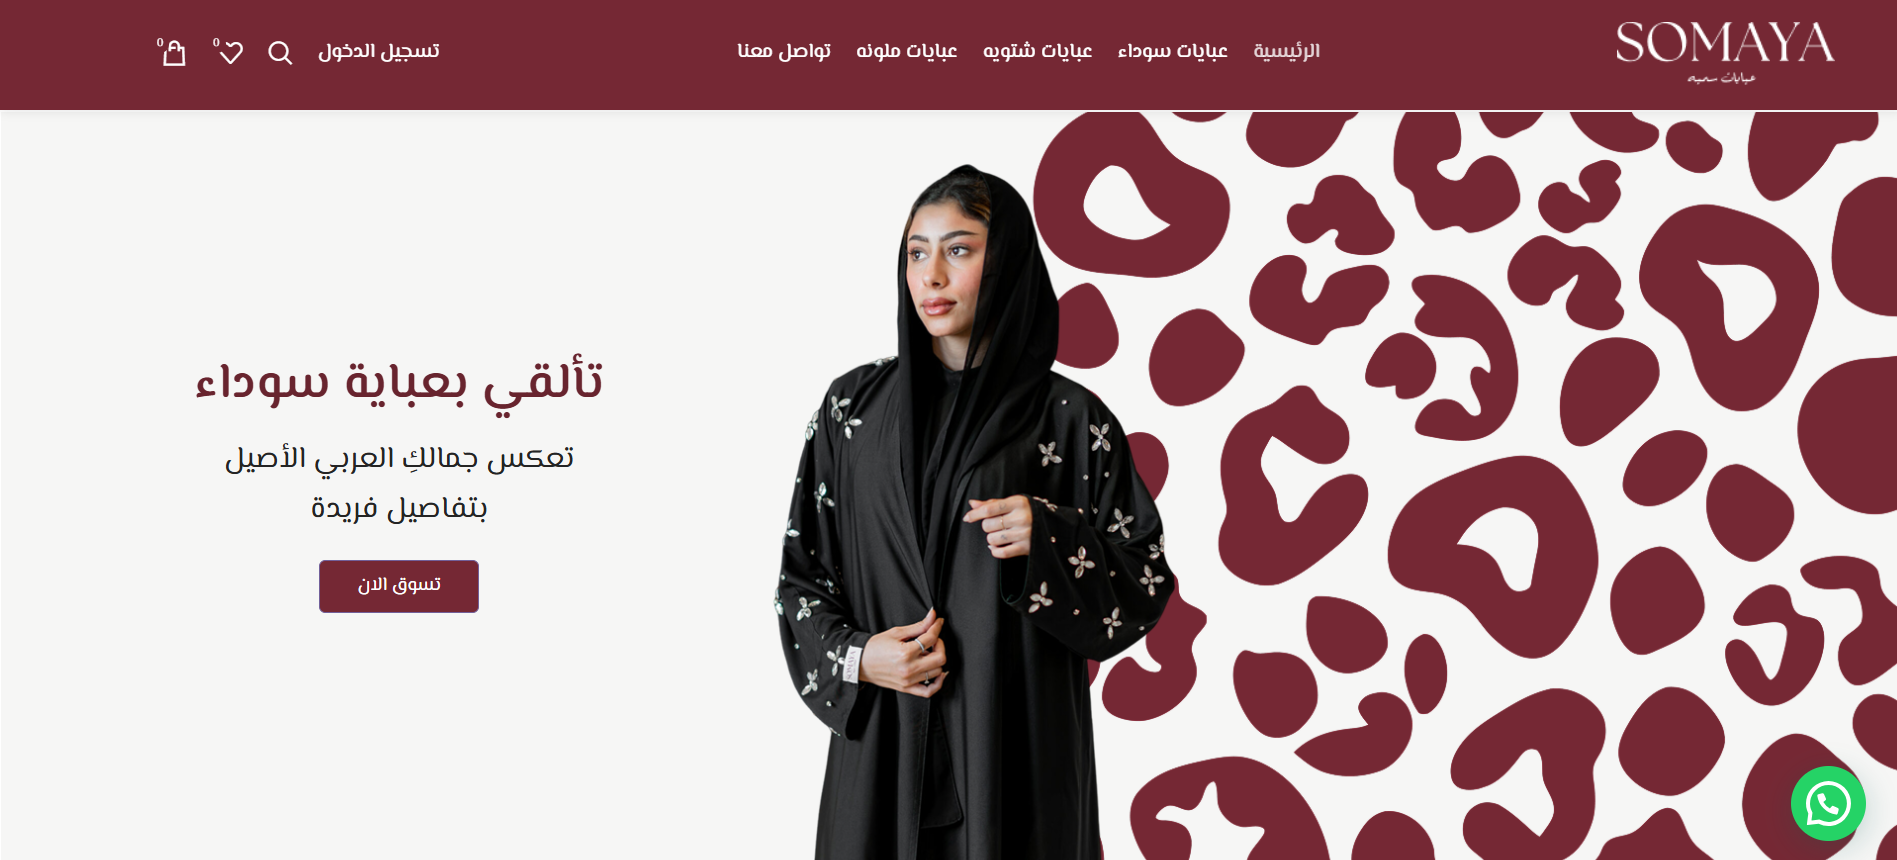 SOMAYA
عبايات سميه
الرئيسية
عبايات سوداء
عبايات شتويه
عبايات ملونه
تواصل معنا
تسجيل الدخول
0
0
تألقي بعباية سوداء
تعكس جمالكِ العربي الأصيل
بتفاصيل فريدة
تسوق الان
SOMAYA